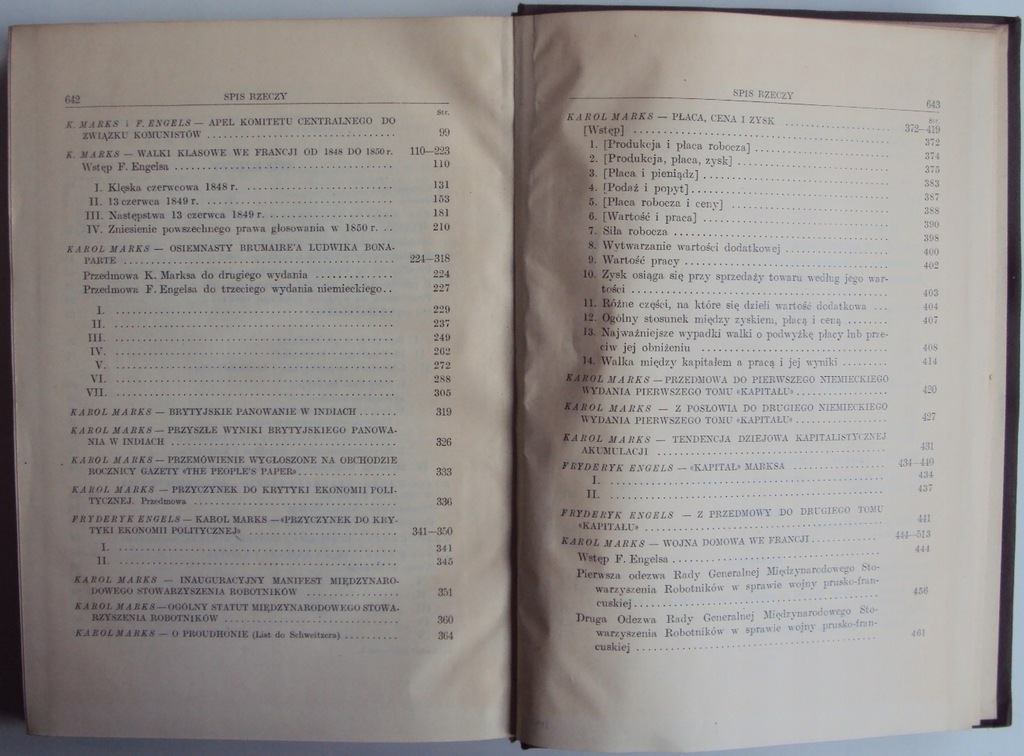 642 SPIS RZECZY
Str.
K. MARKS i F. ENGELS — APEL KOMITETU CENTRALNEGO DO
ZWIĄZKU KOMUNISTÓW 99
K. MARKS — WALKI KLASOWE WE FRANCJI OD 1848 DO 1850 r. 110—223
Wstęp F. Engelsa 110
I. Klęska czerwcowa 1848 r. 131
II. 13 czerwca 1849 r. 153
III. Następstwa 13 czerwca 1849 r. 181
IV. Zniesienie powszechnego prawa głosowania w 1850 r. 210
KAROL MARKS — OSIEMNASTY BRUMAIRE'A LUDWIKA BONA-
PARTE 224—318
Przedmowa K. Marksa do drugiego wydania 224
Przedmowa F. Engelsa do trzeciego wydania niemieckiego 227
I. 229
II. 237
III. 249
IV. 262
V. 272
VI. 288
VII. 305
KAROL MARKS — BRYTYJSKIE PANOWANIE W INDIACH 319
KAROL MARKS — PRZYSZŁE WYNIKI BRYTYJSKIEGO PANOWA-
NIA W INDIACH 326
KAROL MARKS — PRZEMÓWIENIE WYGŁOSZONE NA OBCHODZIE
ROCZNICY GAZETY «THE PEOPLE'S PAPER» 333
KAROL MARKS — PRZYCZYNEK DO KRYTYKI EKONOMII POLI-
TYCZNEJ. Przedmowa 336
FRYDERYK ENGELS — KAROL MARKS — «PRZYCZYNEK DO KRY-
TYKI EKONOMII POLITYCZNEJ» 341—350
I. 341
II. 345
KAROL MARKS — INAUGURACYJNY MANIFEST MIĘDZYNARO-
DOWEGO STOWARZYSZENIA ROBOTNIKÓW 351
KAROL MARKS — OGÓLNY STATUT MIĘDZYNARODOWEGO STOWA-
RZYSZENIA ROBOTNIKÓW 360
KAROL MARKS — O PROUDHONIE (List do Schweitzera) 364
SPIS RZECZY 643
Str.
KAROL MARKS — PŁACA, CENA I ZYSK 372—419
[Wstęp] 372
1. [Produkcja i płaca robocza] 374
2. [Produkcja, płaca, zysk] 375
3. [Płaca i pieniądz] 383
4. [Podaż i popyt] 387
5. [Płaca robocza i ceny] 388
6. [Wartość i praca] 390
7. Siła robocza 398
8. Wytwarzanie wartości dodatkowej 400
9. Wartość pracy 402
10. Zysk osiąga się przy sprzedaży towaru według jego war-
tości 403
11. Różne części, na które się dzieli wartość dodatkowa 404
12. Ogólny stosunek między zyskiem, płacą i ceną 407
13. Najważniejsze wypadki walki o podwyżkę płacy lub prze-
ciw jej obniżeniu 408
14. Walka między kapitałem a pracą i jej wyniki 414
KAROL MARKS — PRZEDMOWA DO PIERWSZEGO NIEMIECKIEGO
WYDANIA PIERWSZEGO TOMU «KAPITAŁU» 420
KAROL MARKS — Z POSŁOWIA DO DRUGIEGO NIEMIECKIEGO
WYDANIA PIERWSZEGO TOMU «KAPITAŁU» 427
KAROL MARKS — TENDENCJA DZIEJOWA KAPITALISTYCZNEJ
AKUMULACJI 431
FRYDERYK ENGELS — «KAPITAŁ» MARKSA 434—440
I. 434
II. 437
FRYDERYK ENGELS — Z PRZEDMOWY DO DRUGIEGO TOMU
«KAPITAŁU» 441
KAROL MARKS — WOJNA DOMOWA WE FRANCJI 444—513
Wstęp F. Engelsa 444
Pierwsza odezwa Rady Generalnej Międzynarodowego Sto-
warzyszenia Robotników w sprawie wojny prusko-fran-
cuskiej 456
Druga Odezwa Rady Generalnej Międzynarodowego Sto-
warzyszenia Robotników w sprawie wojny prusko-fran-
cuskiej 461